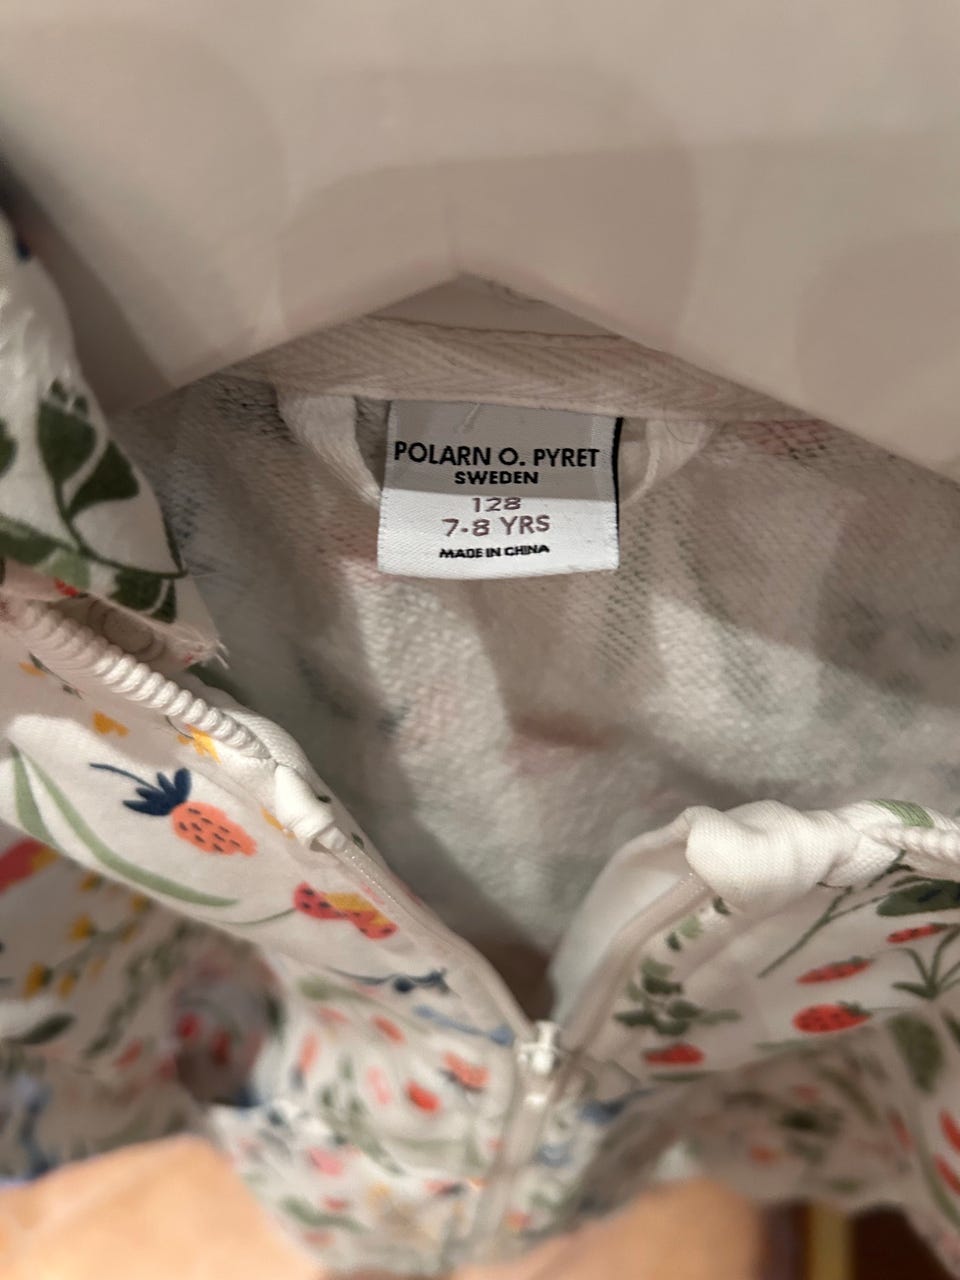 POLARN O. PYRET
SWEDEN
128
7-8 YRS
MADE IN CHINA